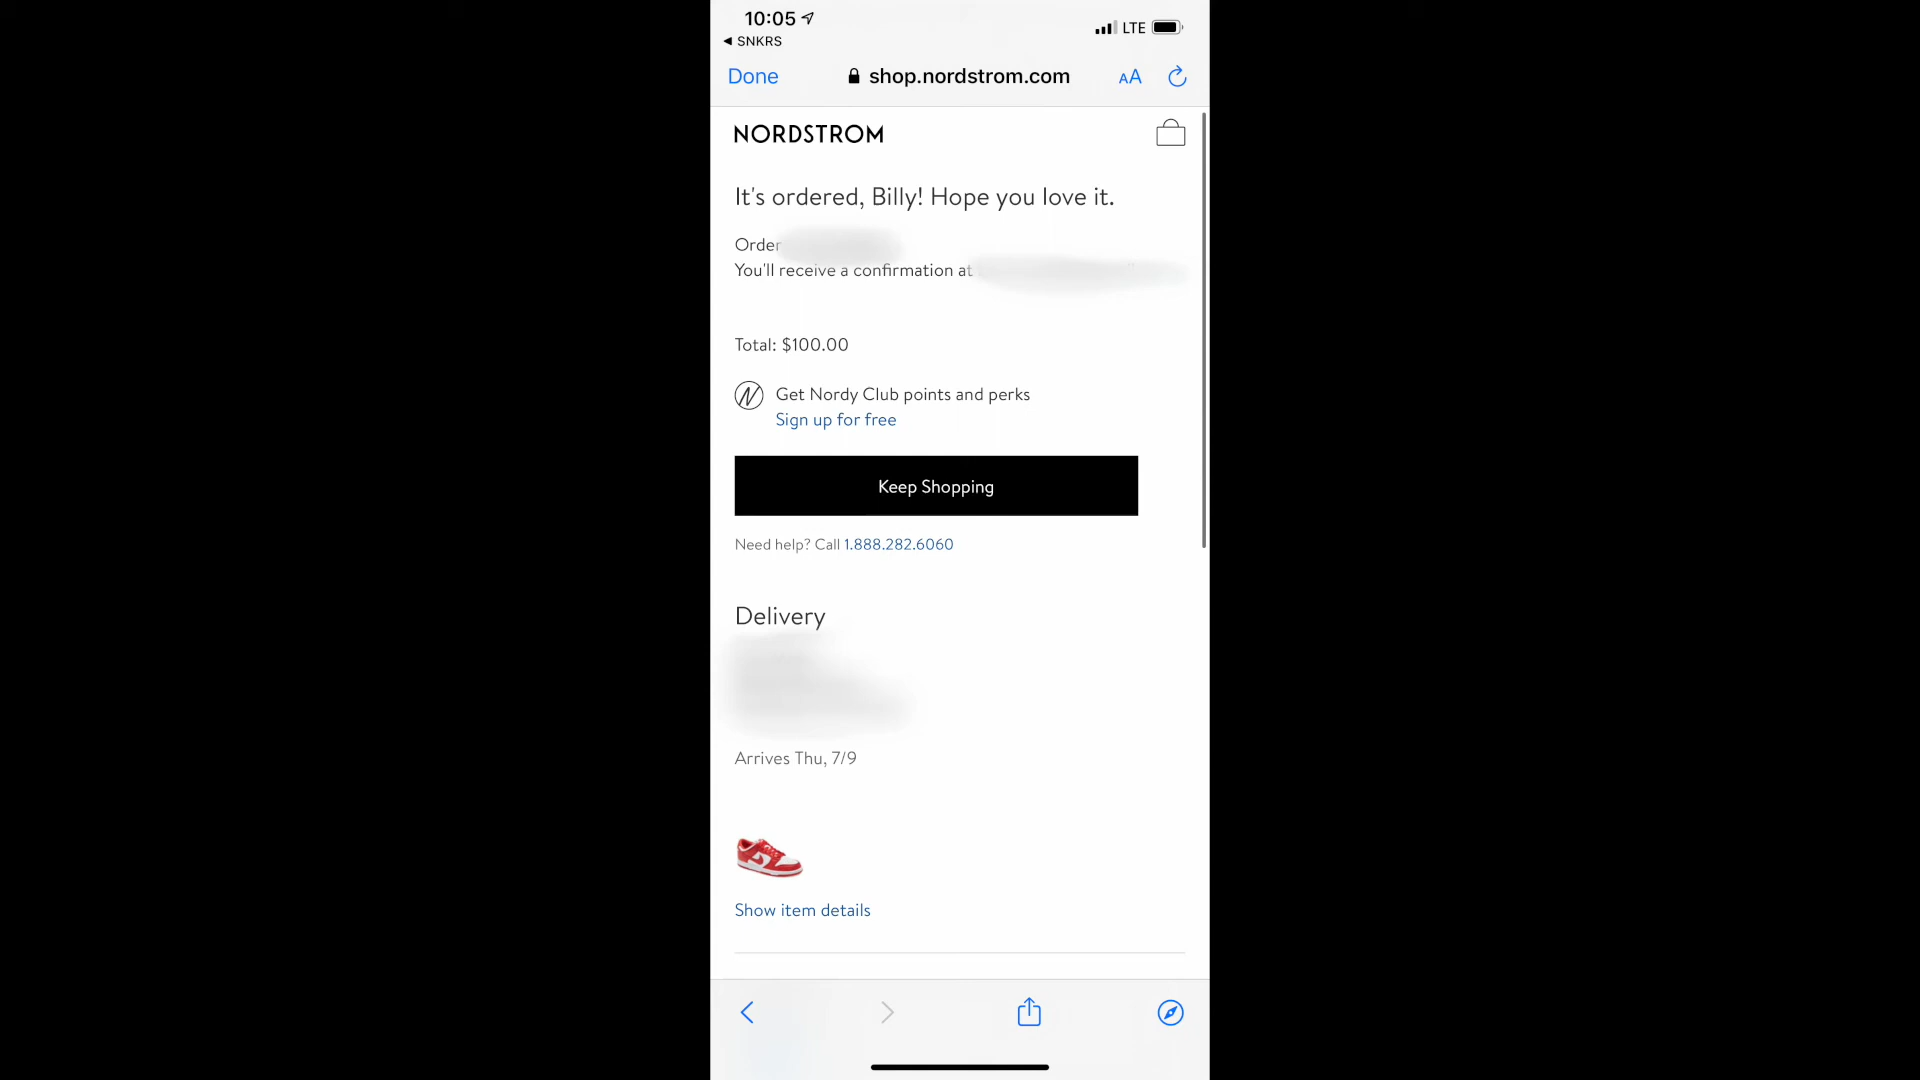 10:05
LTE
◀ SNKRS
Done
shop.nordstrom.com
AA
NORDSTROM
It's ordered, Billy! Hope you love it.
Order
You'll receive a confirmation at
Total: $100.00
Get Nordy Club points and perks
Sign up for free
Keep Shopping
Need help? Call 1.888.282.6060
Delivery
Arrives Thu, 7/9
Show item details